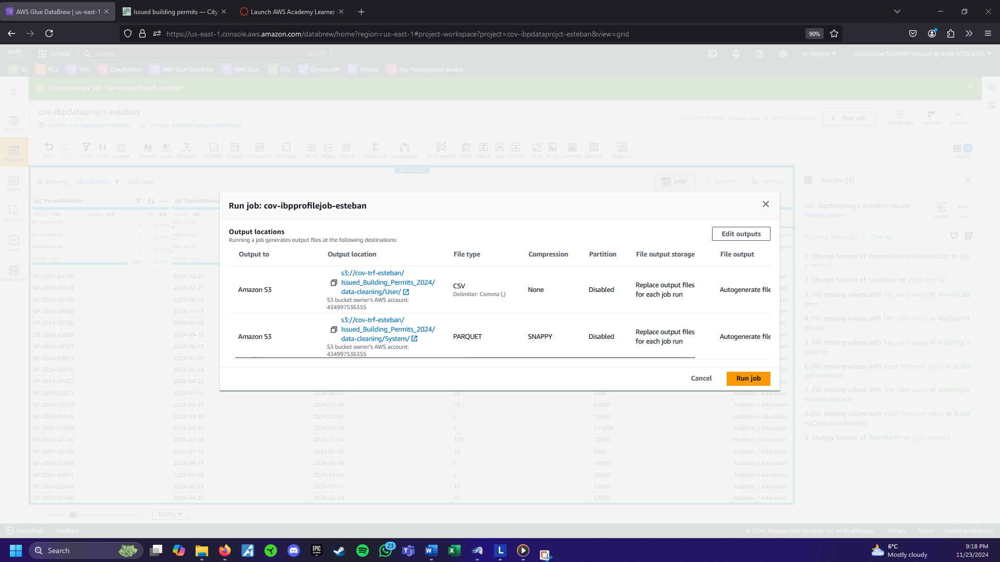 AWS Glue DataBrew | us-east-1
Issued building permits — City
Launch AWS Academy Learner
https://us-east-1.console.aws.amazon.com/databrew/home?region=us-east-1#project-workspace?project=cov-ibpdataprojct-esteban&view=grid
90%
aws
Services
Search
[Alt+S]
N. Virginia
voclabs/user3557892=esteban @ 4349-9753-6355
S3
EC2
VPC
CloudWatch
AWS Glue DataBrew
AWS Glue
EFS
DynamoDB
Athena
Key Management Service
Created recipe job "cov-ibpprofilejob-esteban".
cov-ibpdataprojct-esteban
Dataset: cov-ibpdataset-esteban
Sample: Random sample (648 rows)
Last job run a few seconds ago, no job runs scheduled
Run job
JOB DETAILS
LINEAGE
ACTIONS
DATASETS
PROJECTS
RECIPES
DQ RULES
JOBS
WHAT'S NEW
UNDO
FILTER
SORT
COLUMN
FORMAT
CLEAN
EXTRACT
MISSING
INVALID
DUPLICATES
OUTLIERS
SPLIT
MERGE
CREATE
FUNCTIONS
CONDITIONS
NEST-UNNEST
PIVOT
GROUP
JOIN
UNION
TEXT
SCALE
MAPPING
ENCODE
SENSITIVE
9
RECIPE
SAMPLE
Viewing
20 columns
648 rows
GRID
SCHEMA
PROFILE
ABC PermitNumber
ABC PermitNumb
Distinct 648
Unique 648
Total 648
Distinct 247
BP-2024-04150
1
0.15%
2023-12-22
BP-2024-00648
1
0.15%
2024-04-30
BP-2023-02106
1
0.15%
2024-02-13
All other values
645
99.54%
All other values
BP-2024-04150
2024-10-21
BP-2024-00648
2024-02-23
BP-2023-02106
2023-06-15
BP-2024-04480
2024-11-13
BP-2024-03306
2024-08-28
DB-2024-03526
2024-09-12
BP-2024-02161
2024-06-11
BP-2024-00079
2024-01-09
BP-2024-00976
2024-03-18
BP-2024-01427
2024-04-22
BP-2024-02501
2024-07-03
2024-08-01
29
2500
Addition / Alteration
BP-2024-02318
2024-06-21
2024-07-29
38
65000
Addition / Alteration
BP-2024-01548
2024-04-30
2024-05-03
3
15000
Addition / Alteration
BP-2024-02409
2024-06-27
2024-07-04
7
115000
Addition / Alteration
BP-2024-02716
2024-07-18
2024-11-14
119
70000
Addition / Alteration
BP-2024-00125
2024-01-12
2024-01-30
18
5000
Addition / Alteration
BP-2024-03069
2024-08-13
2024-08-16
3
35000
Addition / Alteration
BP-2024-00007
2024-01-02
2024-01-04
2
10000
Addition / Alteration
BP-2024-02449
2024-06-28
2024-07-17
19
25000
Addition / Alteration
BP-2024-01490
2024-04-25
2024-06-04
40
57000
Addition / Alteration
Zoom
100%
Run job: cov-ibpprofilejob-esteban
Output locations
Running a job generates output files at the following destinations:
Edit outputs
Output to
Output location
File type
Compression
Partition
File output storage
File output
Amazon S3
s3://cov-trf-esteban/
Issued_Building_Permits_2024/
data-cleaning/User/
S3 bucket owner's AWS account:
434997536355
CSV
Delimiter: Comma (,)
None
Disabled
Replace output files
for each job run
Autogenerate file
Amazon S3
s3://cov-trf-esteban/
Issued_Building_Permits_2024/
data-cleaning/System/
S3 bucket owner's AWS account:
434997536355
PARQUET
SNAPPY
Disabled
Replace output files
for each job run
Autogenerate file
Cancel
Run job
Recipe (9)
cov-ibpdataprojct-esteban-recipe
Working version
Publish
More
Applied steps (9)
Clear all
1. Change format of PermitNumberCreatedDate to yyy
y-mm-dd
2. Change format of IssueDate to yyyy-mm-dd
3. Fill missing values with last valid value in PermitCate
gory
4. Fill missing values with last valid value in ApplicantA
ddress
5. Fill missing values with last valid value in BuildingCo
ntractor
6. Fill missing values with most frequent value in Buildi
ngContractor
7. Fill missing values with last valid value in BuildingCo
ntractorAddress
8. Fill missing values with most frequent value in Buildi
ngContractorAddress
9. Change format of YearMonth to yyyy-mm-dd
CloudShell
Feedback
© 2024, Amazon Web Services, Inc. or its affiliates.
Privacy
Terms
Cookie preferences
Search
EPIC GAMES
23
6°C
Mostly cloudy
9:18 PM
11/23/2024